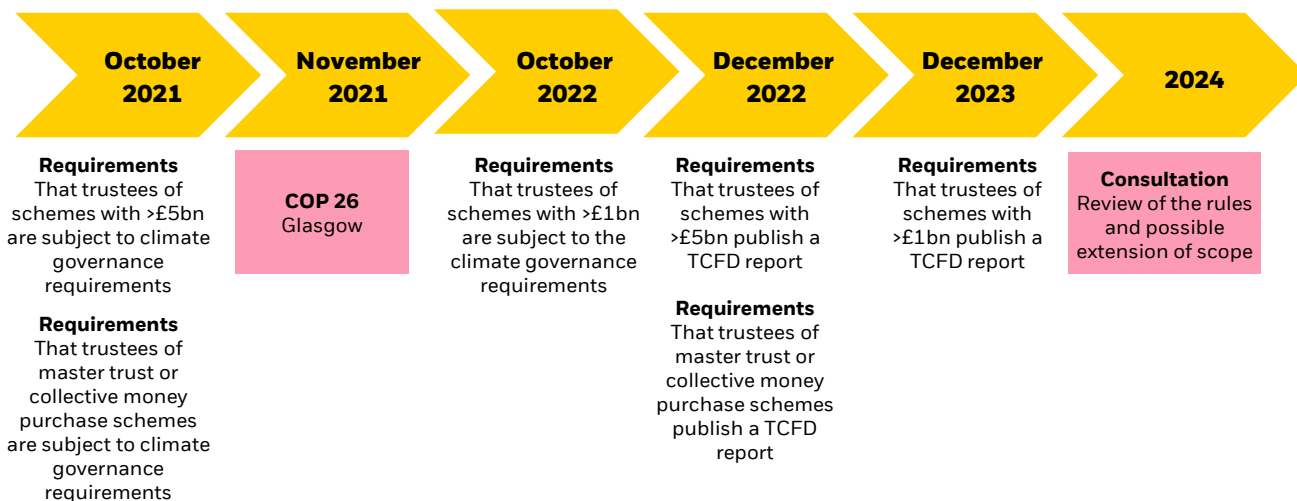 October
2021
November
2021
October
2022
December
2022
December
2023
2024
Requirements
That trustees of
schemes with >£5bn
are subject to climate
governance
requirements
Requirements
That trustees of
master trust or
collective money
purchase schemes
are subject to climate
governance
requirements
COP 26
Glasgow
Requirements
That trustees of
schemes with >£1bn
are subject to the
climate governance
requirements
Requirements
That trustees of
schemes with
>£5bn publish a
TCFD report
Requirements
That trustees of
master trust or
collective money
purchase schemes
publish a TCFD
report
Requirements
That trustees of
schemes with
>£1bn publish a
TCFD report
Consultation
Review of the rules
and possible
extension of scope